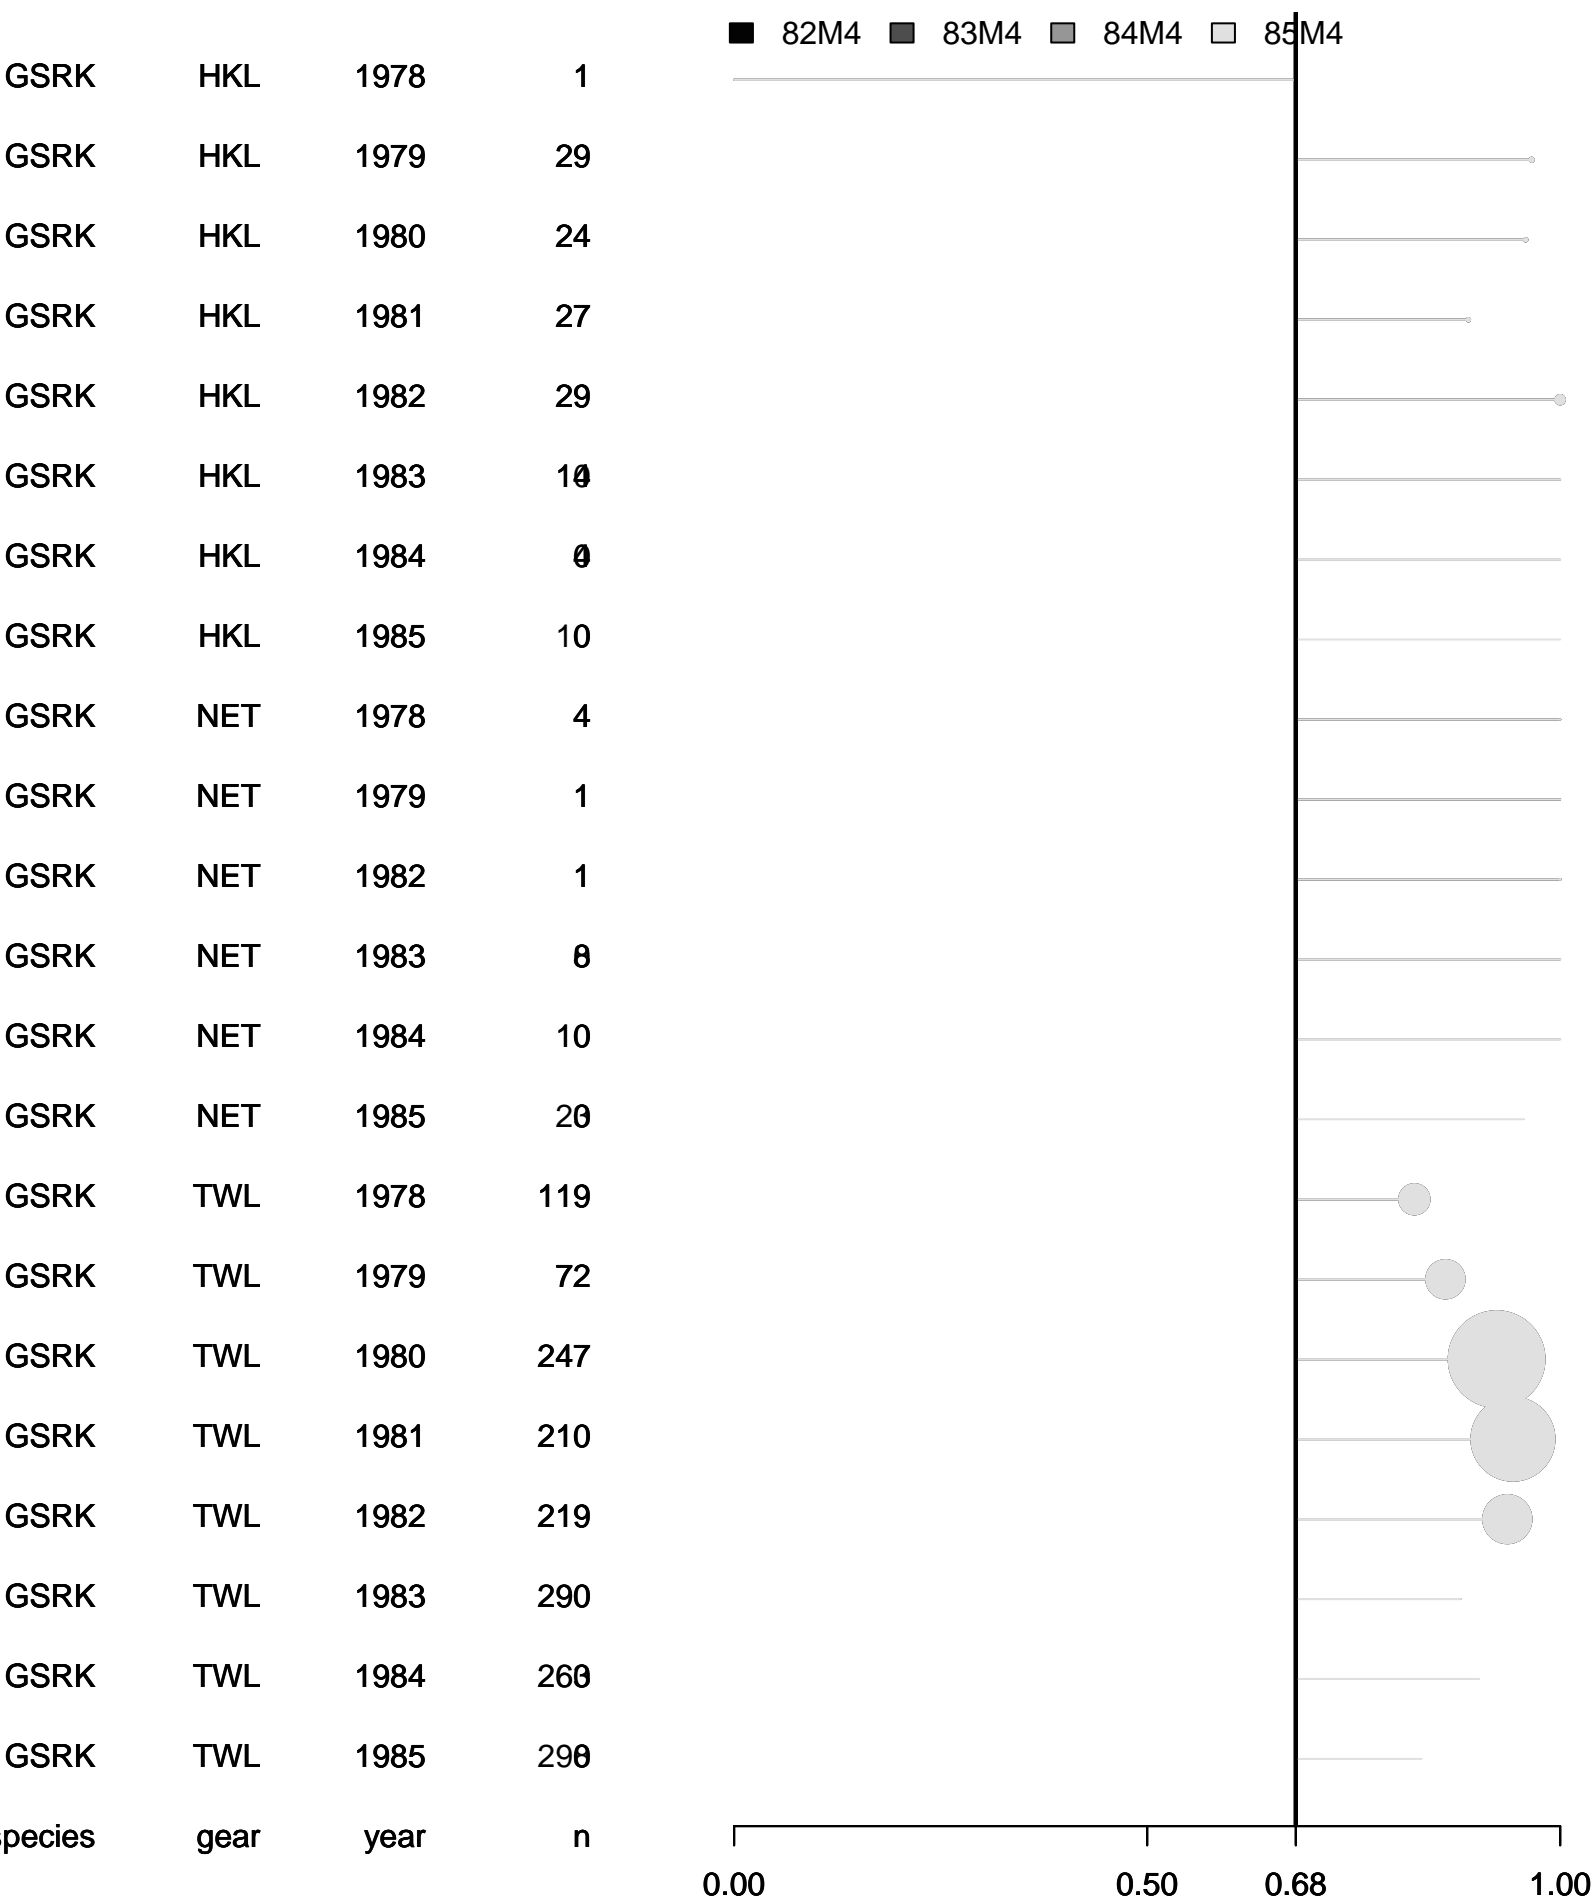 82M4 83M4 84M4 85M4
GSRK HKL 1978 1
GSRK HKL 1979 29
GSRK HKL 1980 24
GSRK HKL 1981 27
GSRK HKL 1982 29
GSRK HKL 1983
GSRK HKL 1984
GSRK HKL 1985 10
GSRK NET 1978 4
GSRK NET 1979 1
GSRK NET 1982 1
GSRK NET 1983
GSRK NET 1984 10
GSRK NET 1985
GSRK TWL 1978 119
GSRK TWL 1979 72
GSRK TWL 1980 247
GSRK TWL 1981 210
GSRK TWL 1982 219
GSRK TWL 1983 290
GSRK TWL 1984
GSRK TWL 1985
species gear year n
0.00 0.50 0.68 1.00